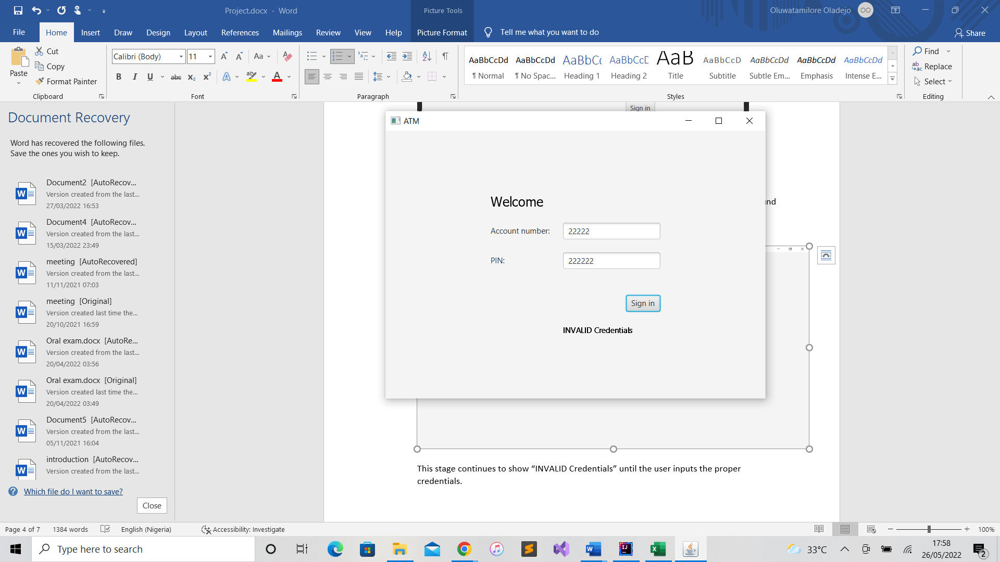 Project.docx - Word
Picture Tools
Oluwatamilore Oladejo
OO
File
Home
Insert
Draw
Design
Layout
References
Mailings
Review
View
Help
Picture Format
Tell me what you want to do
Share
Paste
Cut
Copy
Format Painter
Clipboard
Calibri (Body)
11
Aa
B I U abc x₂ x²
A
A
Font
Paragraph
AaBbCcDd
¶ Normal
AaBbCcDd
¶ No Spac...
AaBbCc
Heading 1
AaBbCcD
Heading 2
AaB
Title
AaBbCcD
Subtitle
AaBbCcDd
Subtle Em...
AaBbCcDd
Emphasis
AaBbCcDd
Intense E...
Styles
Find
Replace
Select
Editing
Document Recovery
Word has recovered the following files.
Save the ones you wish to keep.
Document2 [AutoRecov...
Version created from the last...
27/03/2022 16:53
Document4 [AutoRecov...
Version created from the last...
15/03/2022 23:49
meeting [AutoRecovered]
Version created from the last...
11/11/2021 07:03
meeting [Original]
Version created last time the...
20/10/2021 16:59
Oral exam.docx [AutoRe...
Version created from the last...
20/04/2022 03:56
Oral exam.docx [Original]
Version created last time the...
20/04/2022 03:49
Document5 [AutoRecov...
Version created from the last...
05/11/2021 16:04
introduction [AutoRecov...
Version created from the last...
Which file do I want to save?
Close
Sign in
ATM
Welcome
Account number:
22222
PIN:
222222
Sign in
INVALID Credentials
This stage continues to show “INVALID Credentials” until the user inputs the proper
credentials.
Page 4 of 7
1384 words
English (Nigeria)
Accessibility: Investigate
100%
Type here to search
33°C
17:58
26/05/2022
2